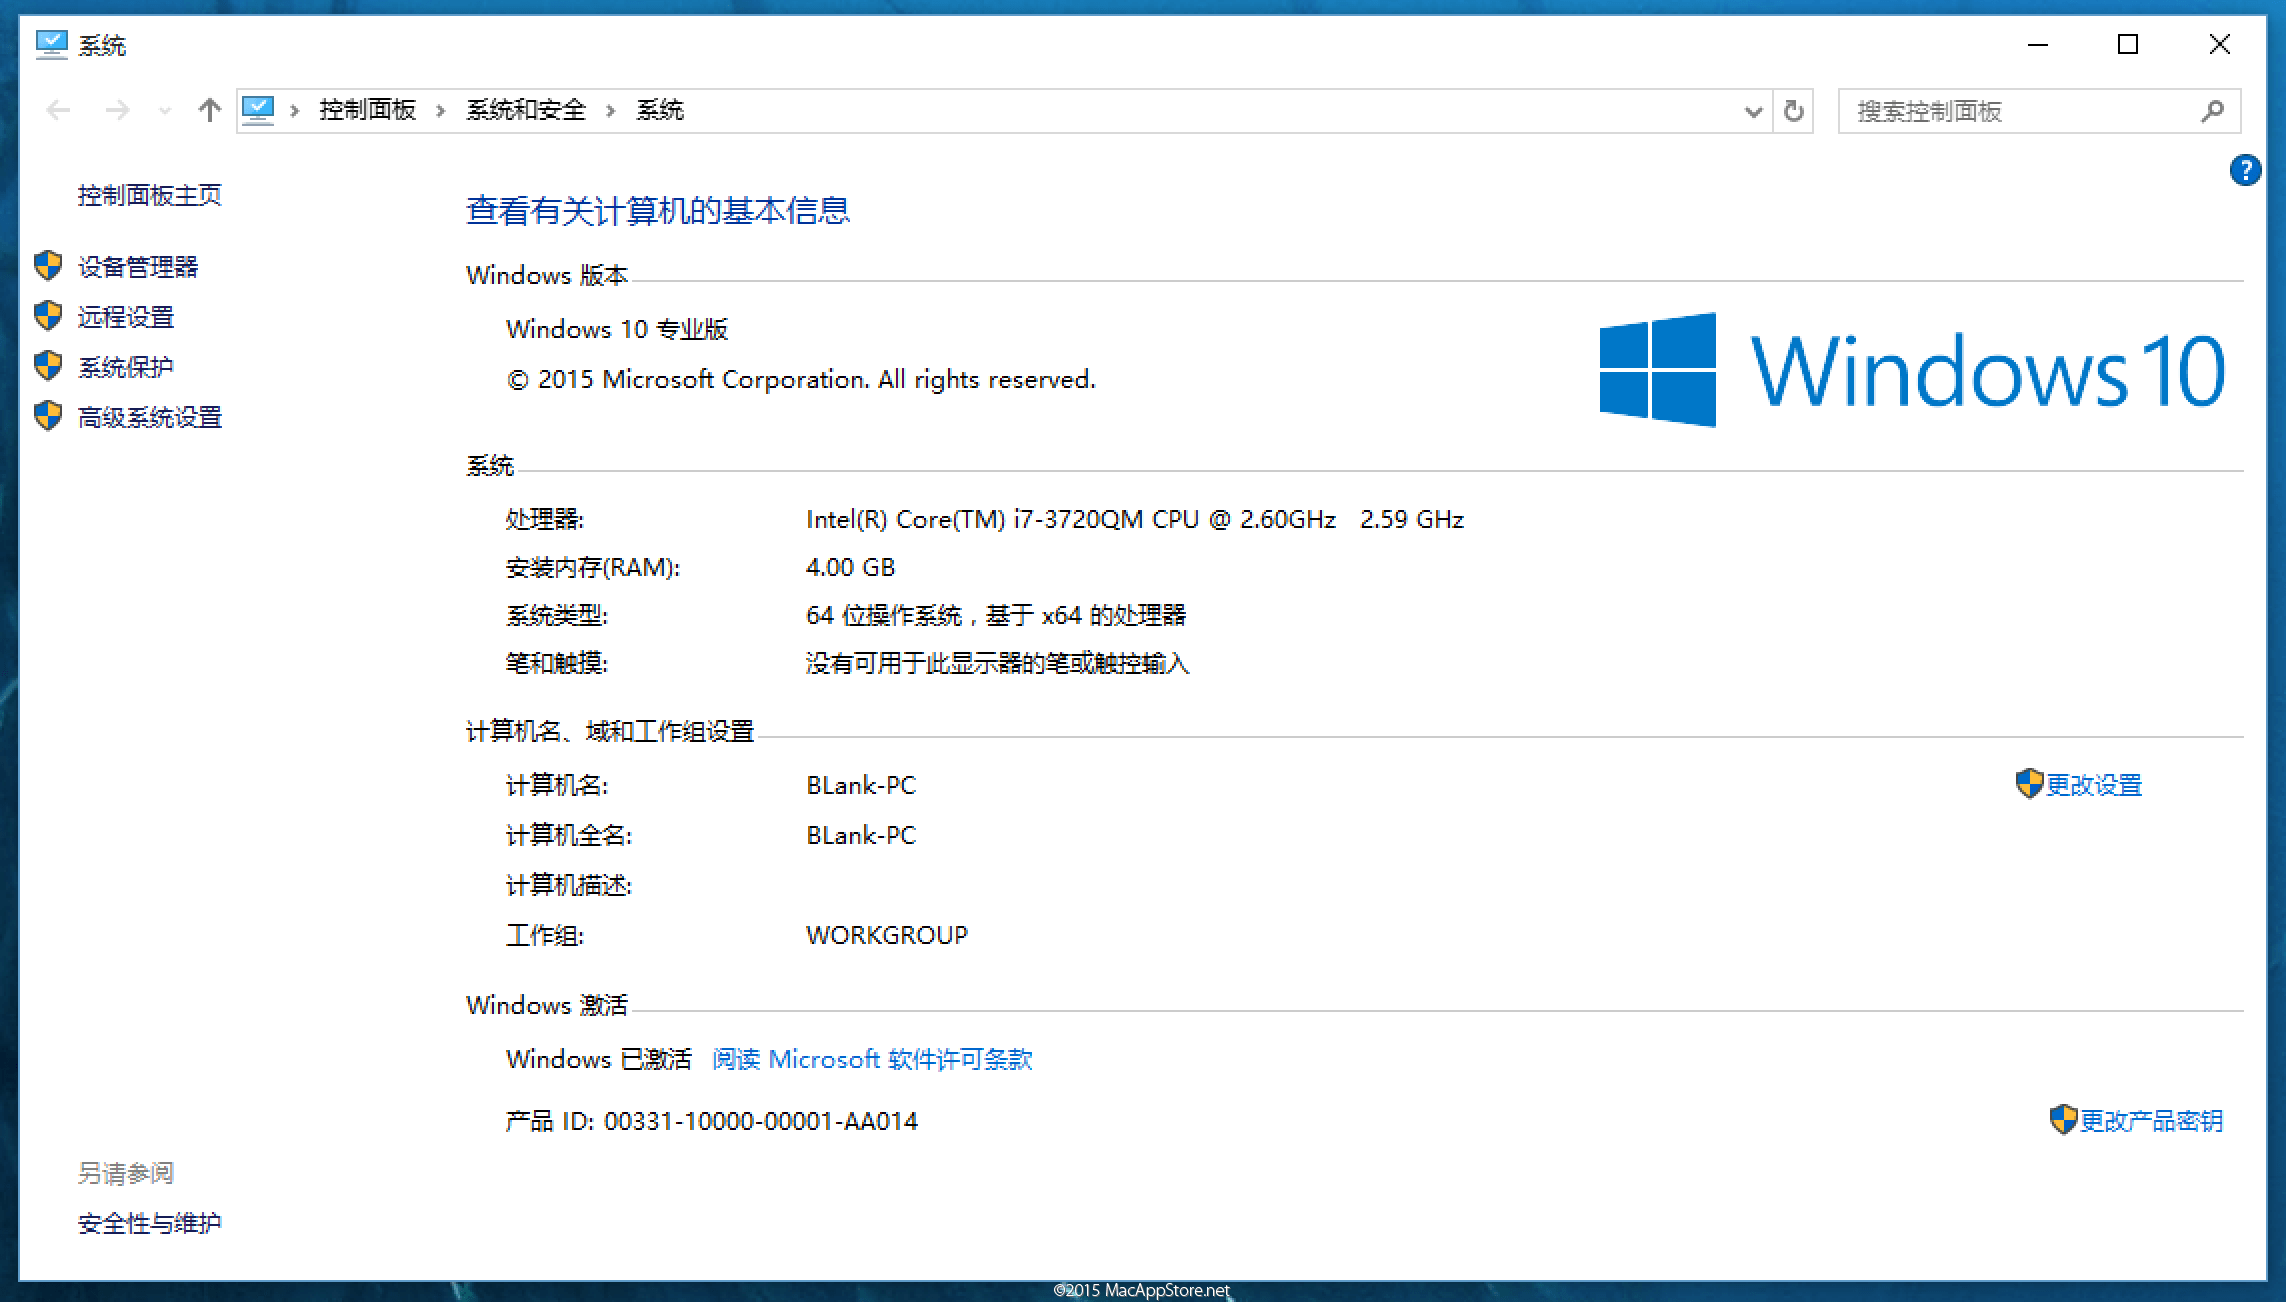 系统
控制面板 系统和安全 系统
搜索控制面板
?
控制面板主页
设备管理器
远程设置
系统保护
高级系统设置
查看有关计算机的基本信息
Windows 版本
Windows 10 专业版
© 2015 Microsoft Corporation. All rights reserved.
Windows 10
系统
处理器: Intel(R) Core(TM) i7-3720QM CPU @ 2.60GHz 2.59 GHz
安装内存(RAM): 4.00 GB
系统类型: 64 位操作系统，基于 x64 的处理器
笔和触摸: 没有可用于此显示器的笔或触控输入
计算机名、域和工作组设置
计算机名: BLank-PC 更改设置
计算机全名: BLank-PC
计算机描述:
工作组: WORKGROUP
Windows 激活
Windows 已激活 阅读 Microsoft 软件许可条款
产品 ID: 00331-10000-00001-AA014 更改产品密钥
另请参阅
安全性与维护
©2015 MacAppStore.net